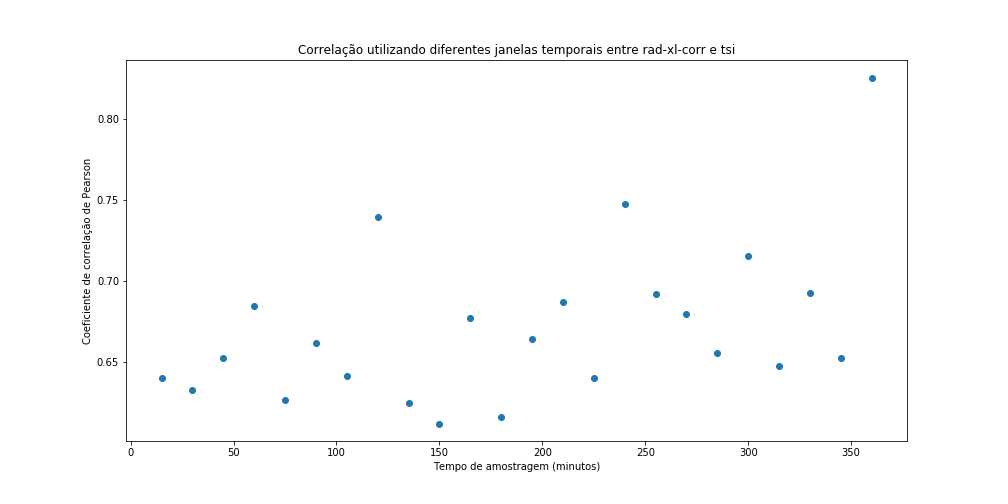 Correlação utilizando diferentes janelas temporais entre rad-xl-corr e tsi
Coeficiente de correlação de Pearson
0.80
0.75
0.70
0.65
0 50 100 150 200 250 300 350
Tempo de amostragem (minutos)